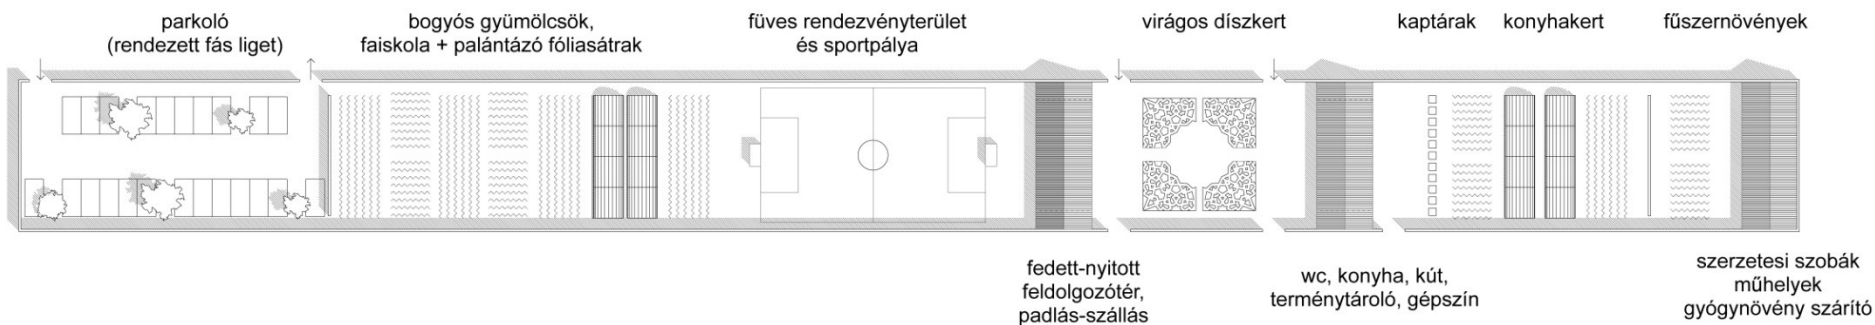 parkoló
(rendezett fás liget)
bogyós gyümölcsök,
faiskola + palántázó fóliasátrak
füves rendezvényterület
és sportpálya
virágos díszkert
kaptárak
konyhakert
fűszernövények
fedett-nyitott
feldolgozótér,
padlás-szállás
wc, konyha, kút,
terménytároló, gépszín
szerzetesi szobák
műhelyek
gyógynövény szárító